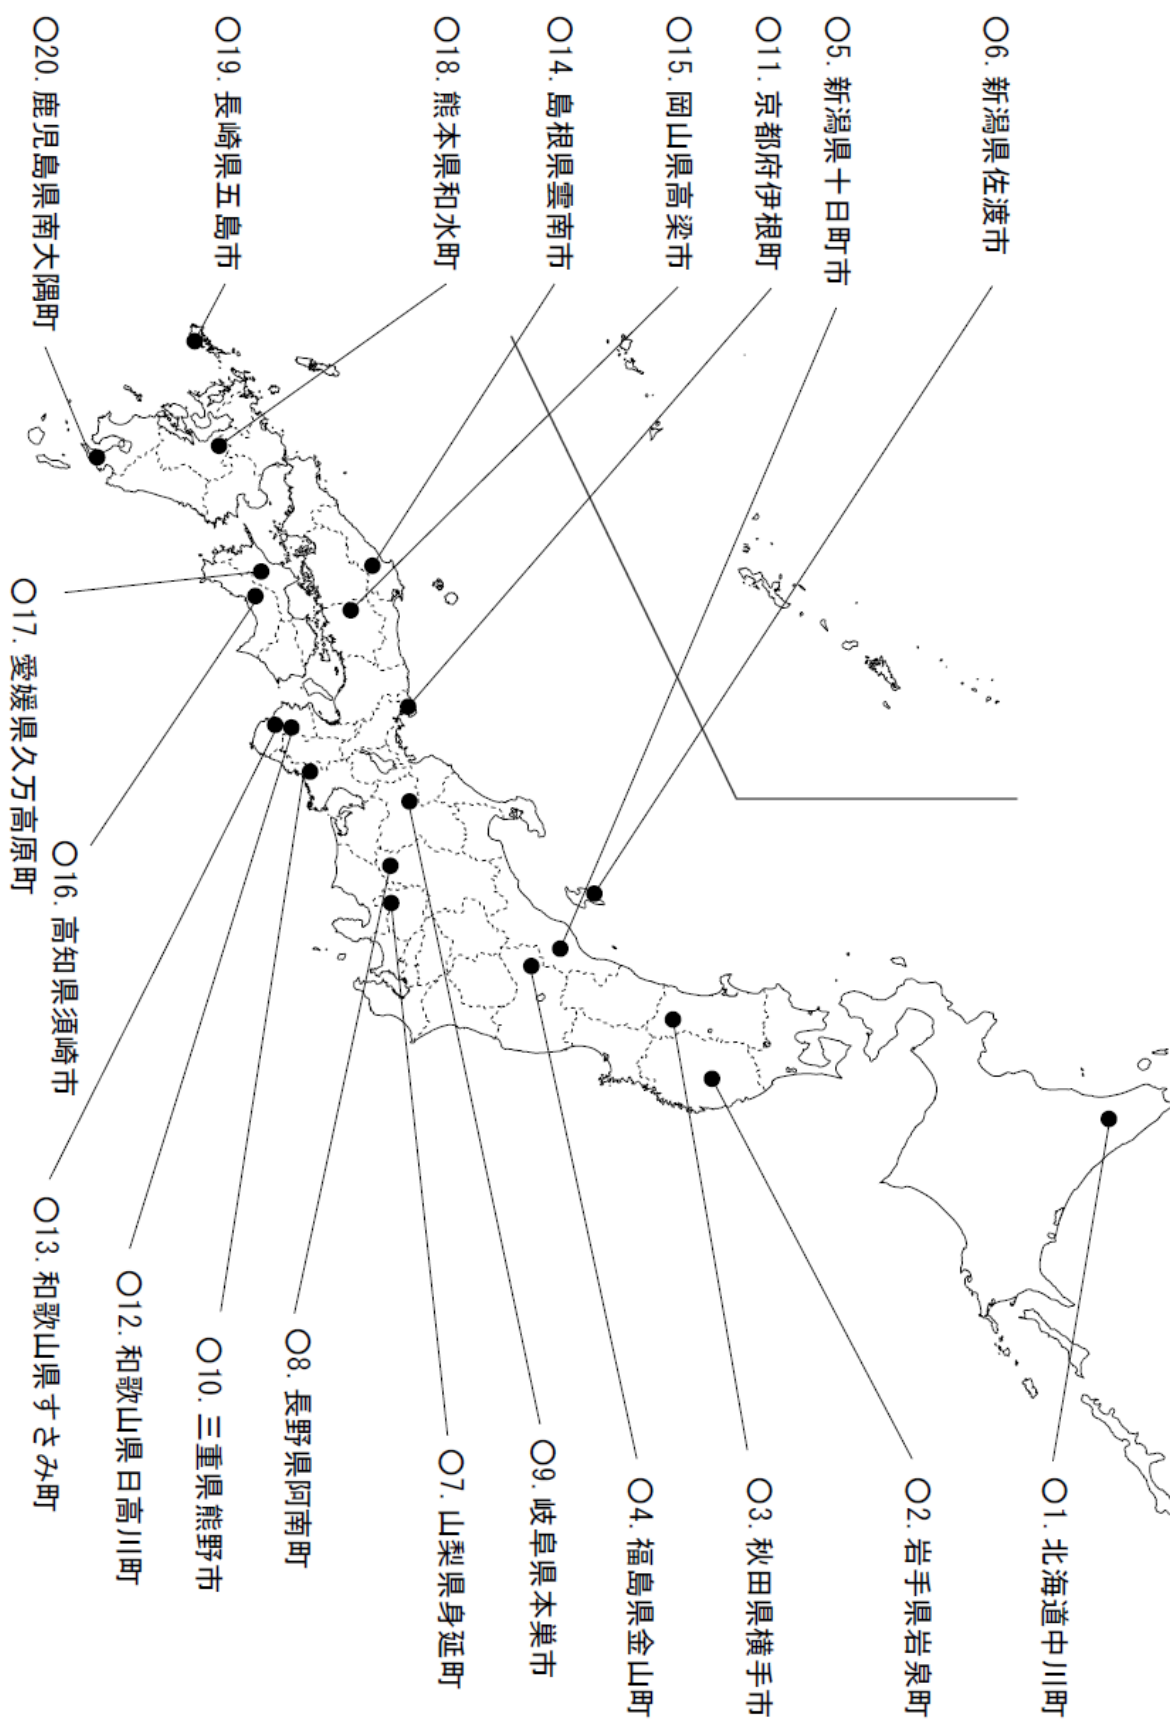 ○6. 新潟県佐渡市
○5. 新潟県十日町市
○11. 京都府伊根町
○15. 岡山県高梁市
○14. 島根県雲南市
○18. 熊本県和水町
○19. 長崎県五島市
○20. 鹿児島県南大隅町
○1. 北海道中川町
○2. 岩手県岩泉町
○3. 秋田県横手市
○4. 福島県金山町
○9. 岐阜県本巣市
○7. 山梨県身延町
○8. 長野県阿南町
○10. 三重県熊野市
○12. 和歌山県日高川町
○13. 和歌山県すさみ町
○16. 高知県須崎市
○17. 愛媛県久万高原町